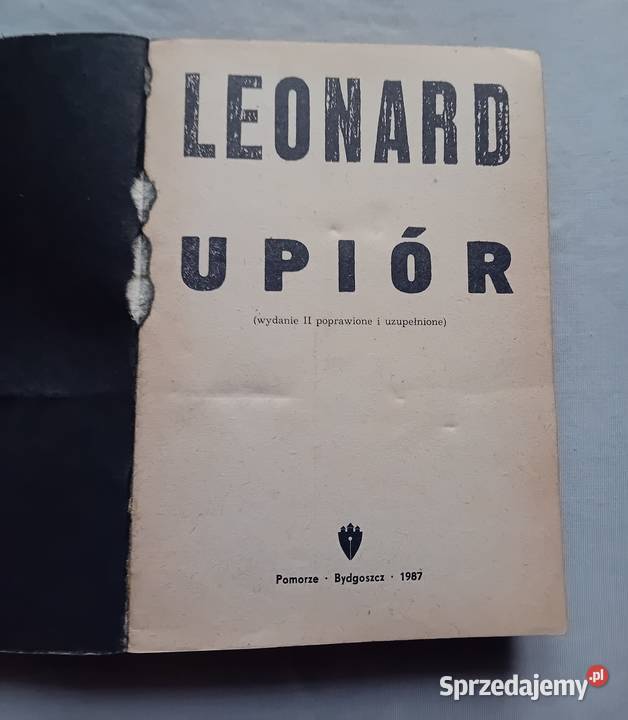 LEONARD
UPIÓR
(wydanie II poprawione i uzupełnione)
Pomorze · Bydgoszcz · 1987
Sprzedajemy.pl